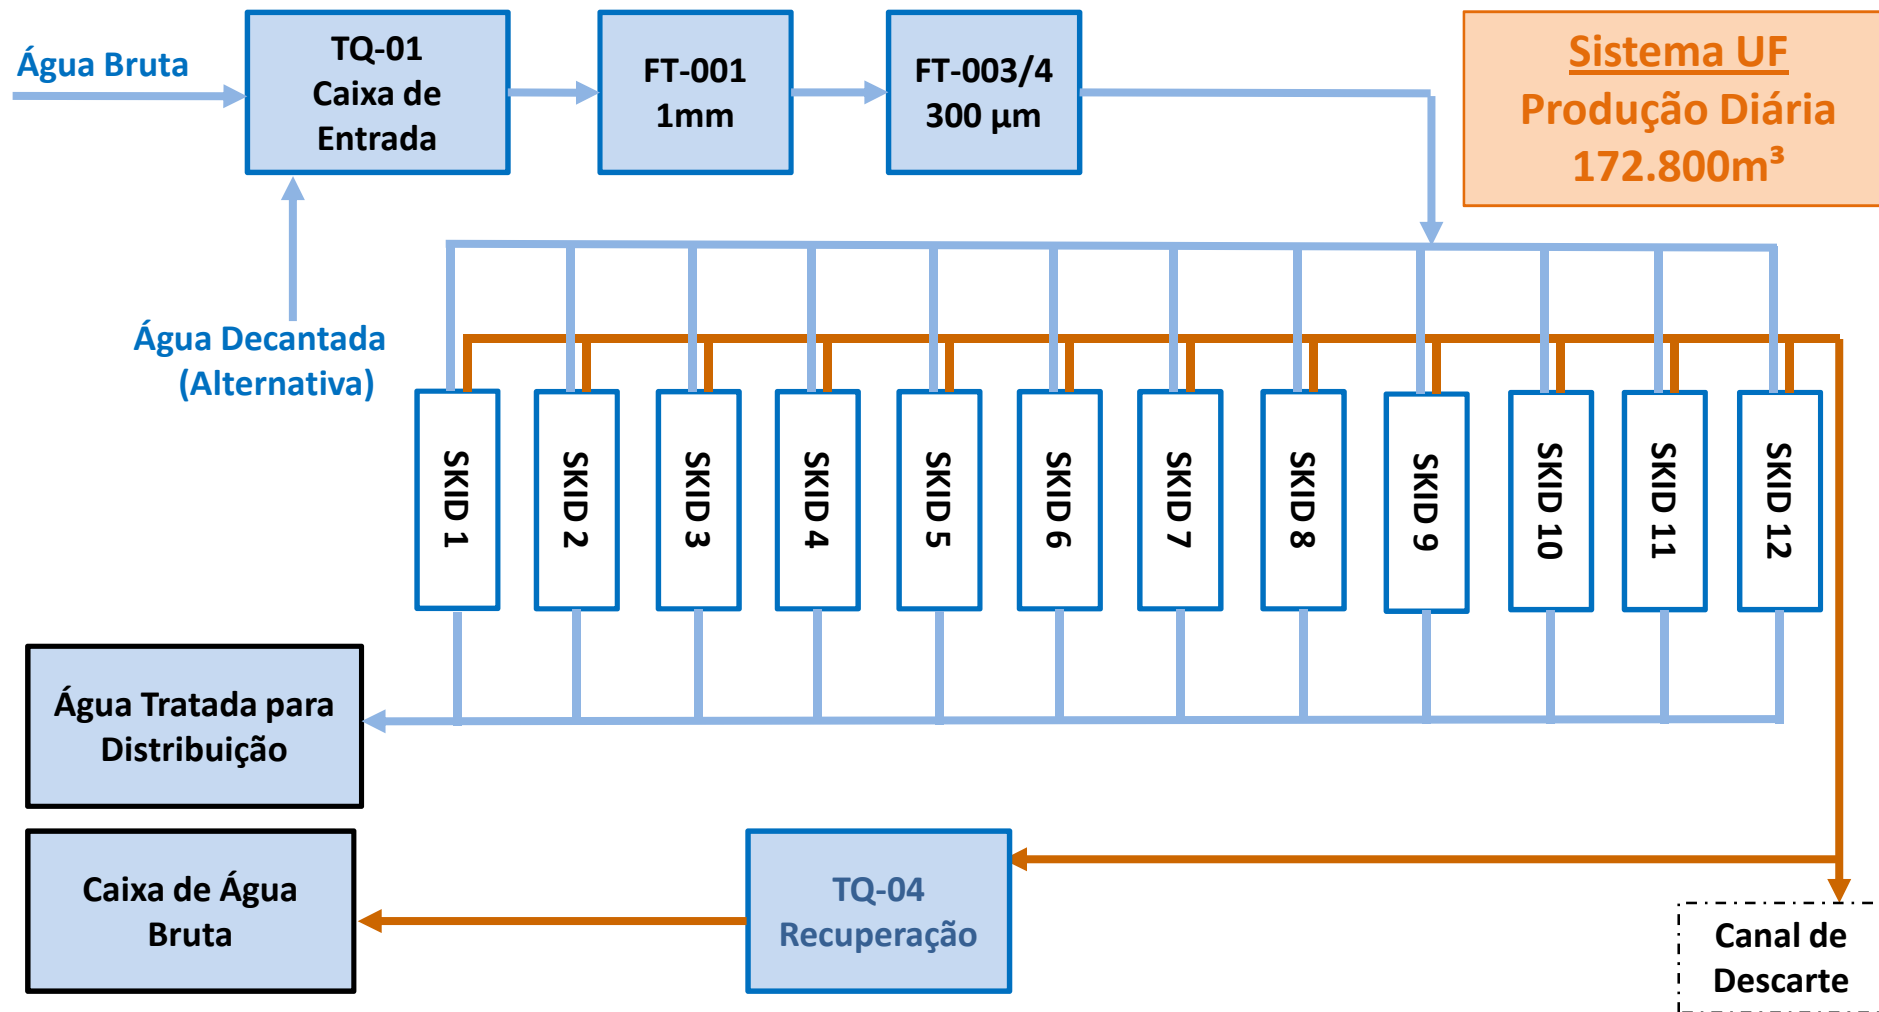 Água Bruta
TQ-01
Caixa de
Entrada
FT-001
1mm
FT-003/4
300 µm
Sistema UF
Produção Diária
172.800m³
Água Decantada
(Alternativa)
SKID 1
SKID 2
SKID 3
SKID 4
SKID 5
SKID 6
SKID 7
SKID 8
SKID 9
SKID 10
SKID 11
SKID 12
Água Tratada para
Distribuição
Caixa de Água
Bruta
TQ-04
Recuperação
Canal de
Descarte